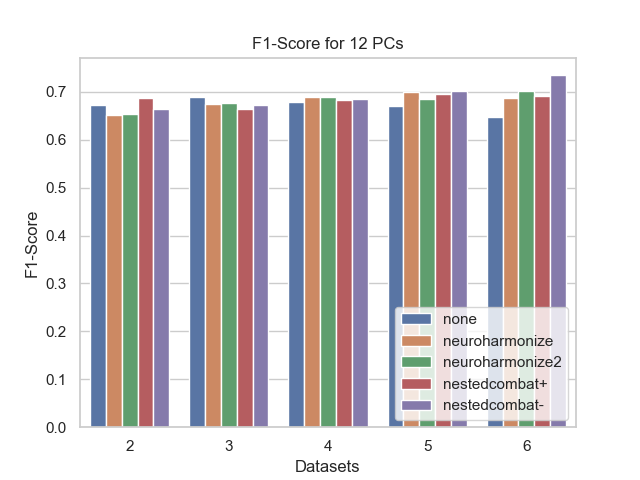 F1-Score for 12 PCs
F1-Score
0.7
0.6
0.5
0.4
0.3
0.2
0.1
0.0
none
neuroharmonize
neuroharmonize2
nestedcombat+
nestedcombat-
2 3 4 5 6
Datasets